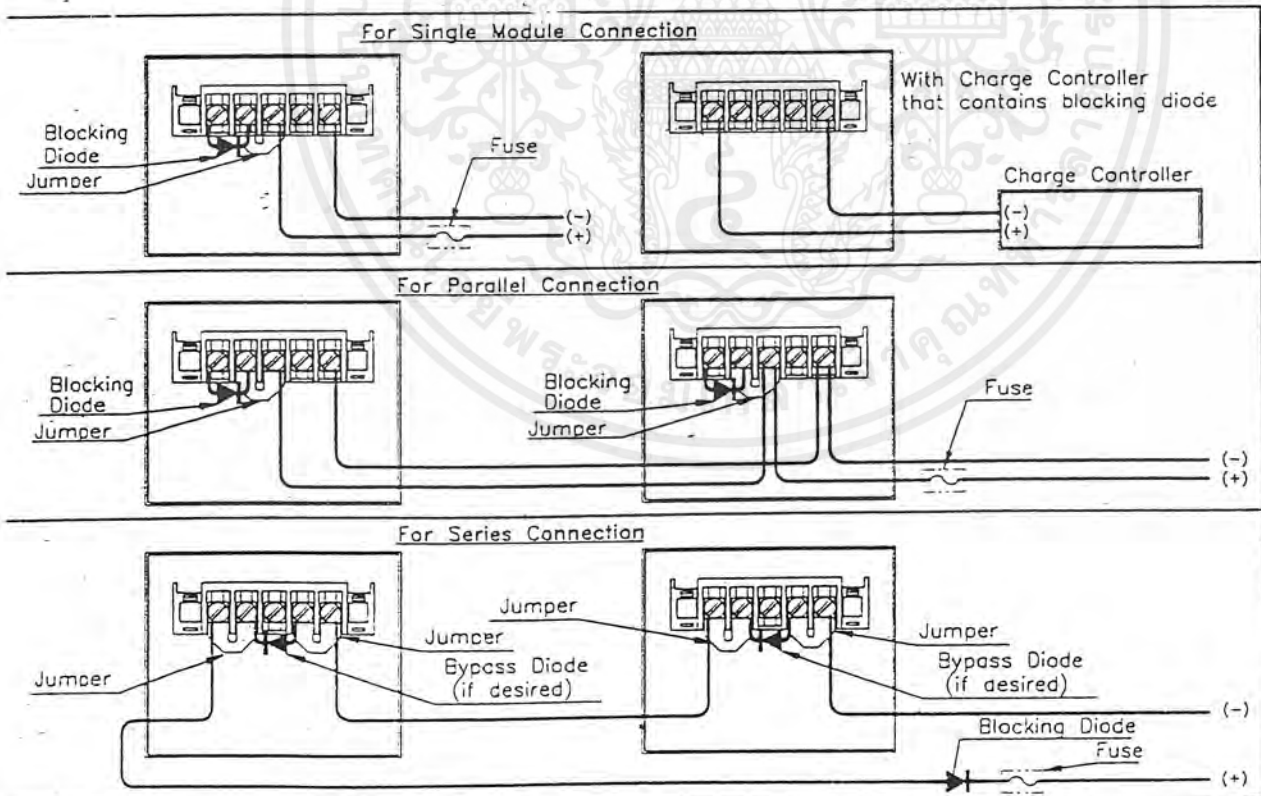 For Single Module Connection
Blocking
Diode
Jumper
Fuse
(-)
(+)
With Charge Controller
that contains blocking diode
Charge Controller
(-)
(+)
For Parallel Connection
Blocking
Diode
Jumper
Blocking
Diode
Jumper
Fuse
(-)
(+)
For Series Connection
Jumper
Jumper
Bypass Diode
(if desired)
Jumper
Jumper
Bypass Diode
(if desired)
(-)
Blocking Diode
Fuse
(+)